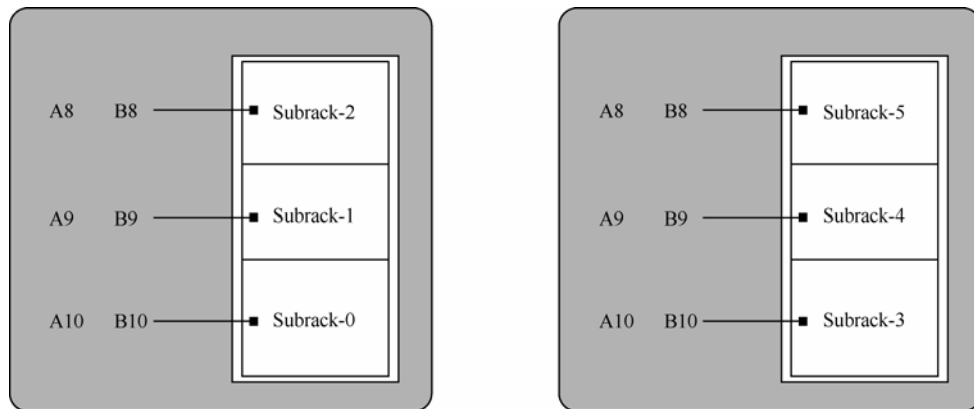 A8 B8 Subrack-2
A9 B9 Subrack-1
A10 B10 Subrack-0
A8 B8 Subrack-5
A9 B9 Subrack-4
A10 B10 Subrack-3